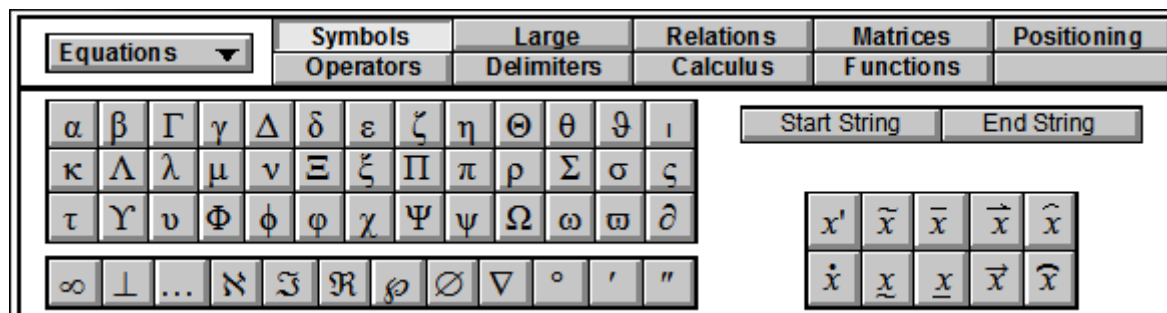 Equations Symbols Large Relations Matrices Positioning
Operators Delimiters Calculus Functions
α β Γ γ Δ δ ε ζ η Θ θ ϑ ι
κ Λ λ μ ν Ξ ξ Π π ρ Σ σ ς
τ ϒ υ Φ ϕ φ χ Ψ ψ Ω ω ϖ ∂
∞ ⊥ … ℵ ℑ ℜ ℘ ∅ ∇ ° ′ ″
Start String End String
x' x̃ x̄ x⃑ x̂
ẋ x̰ x̲ x⃗ x̑